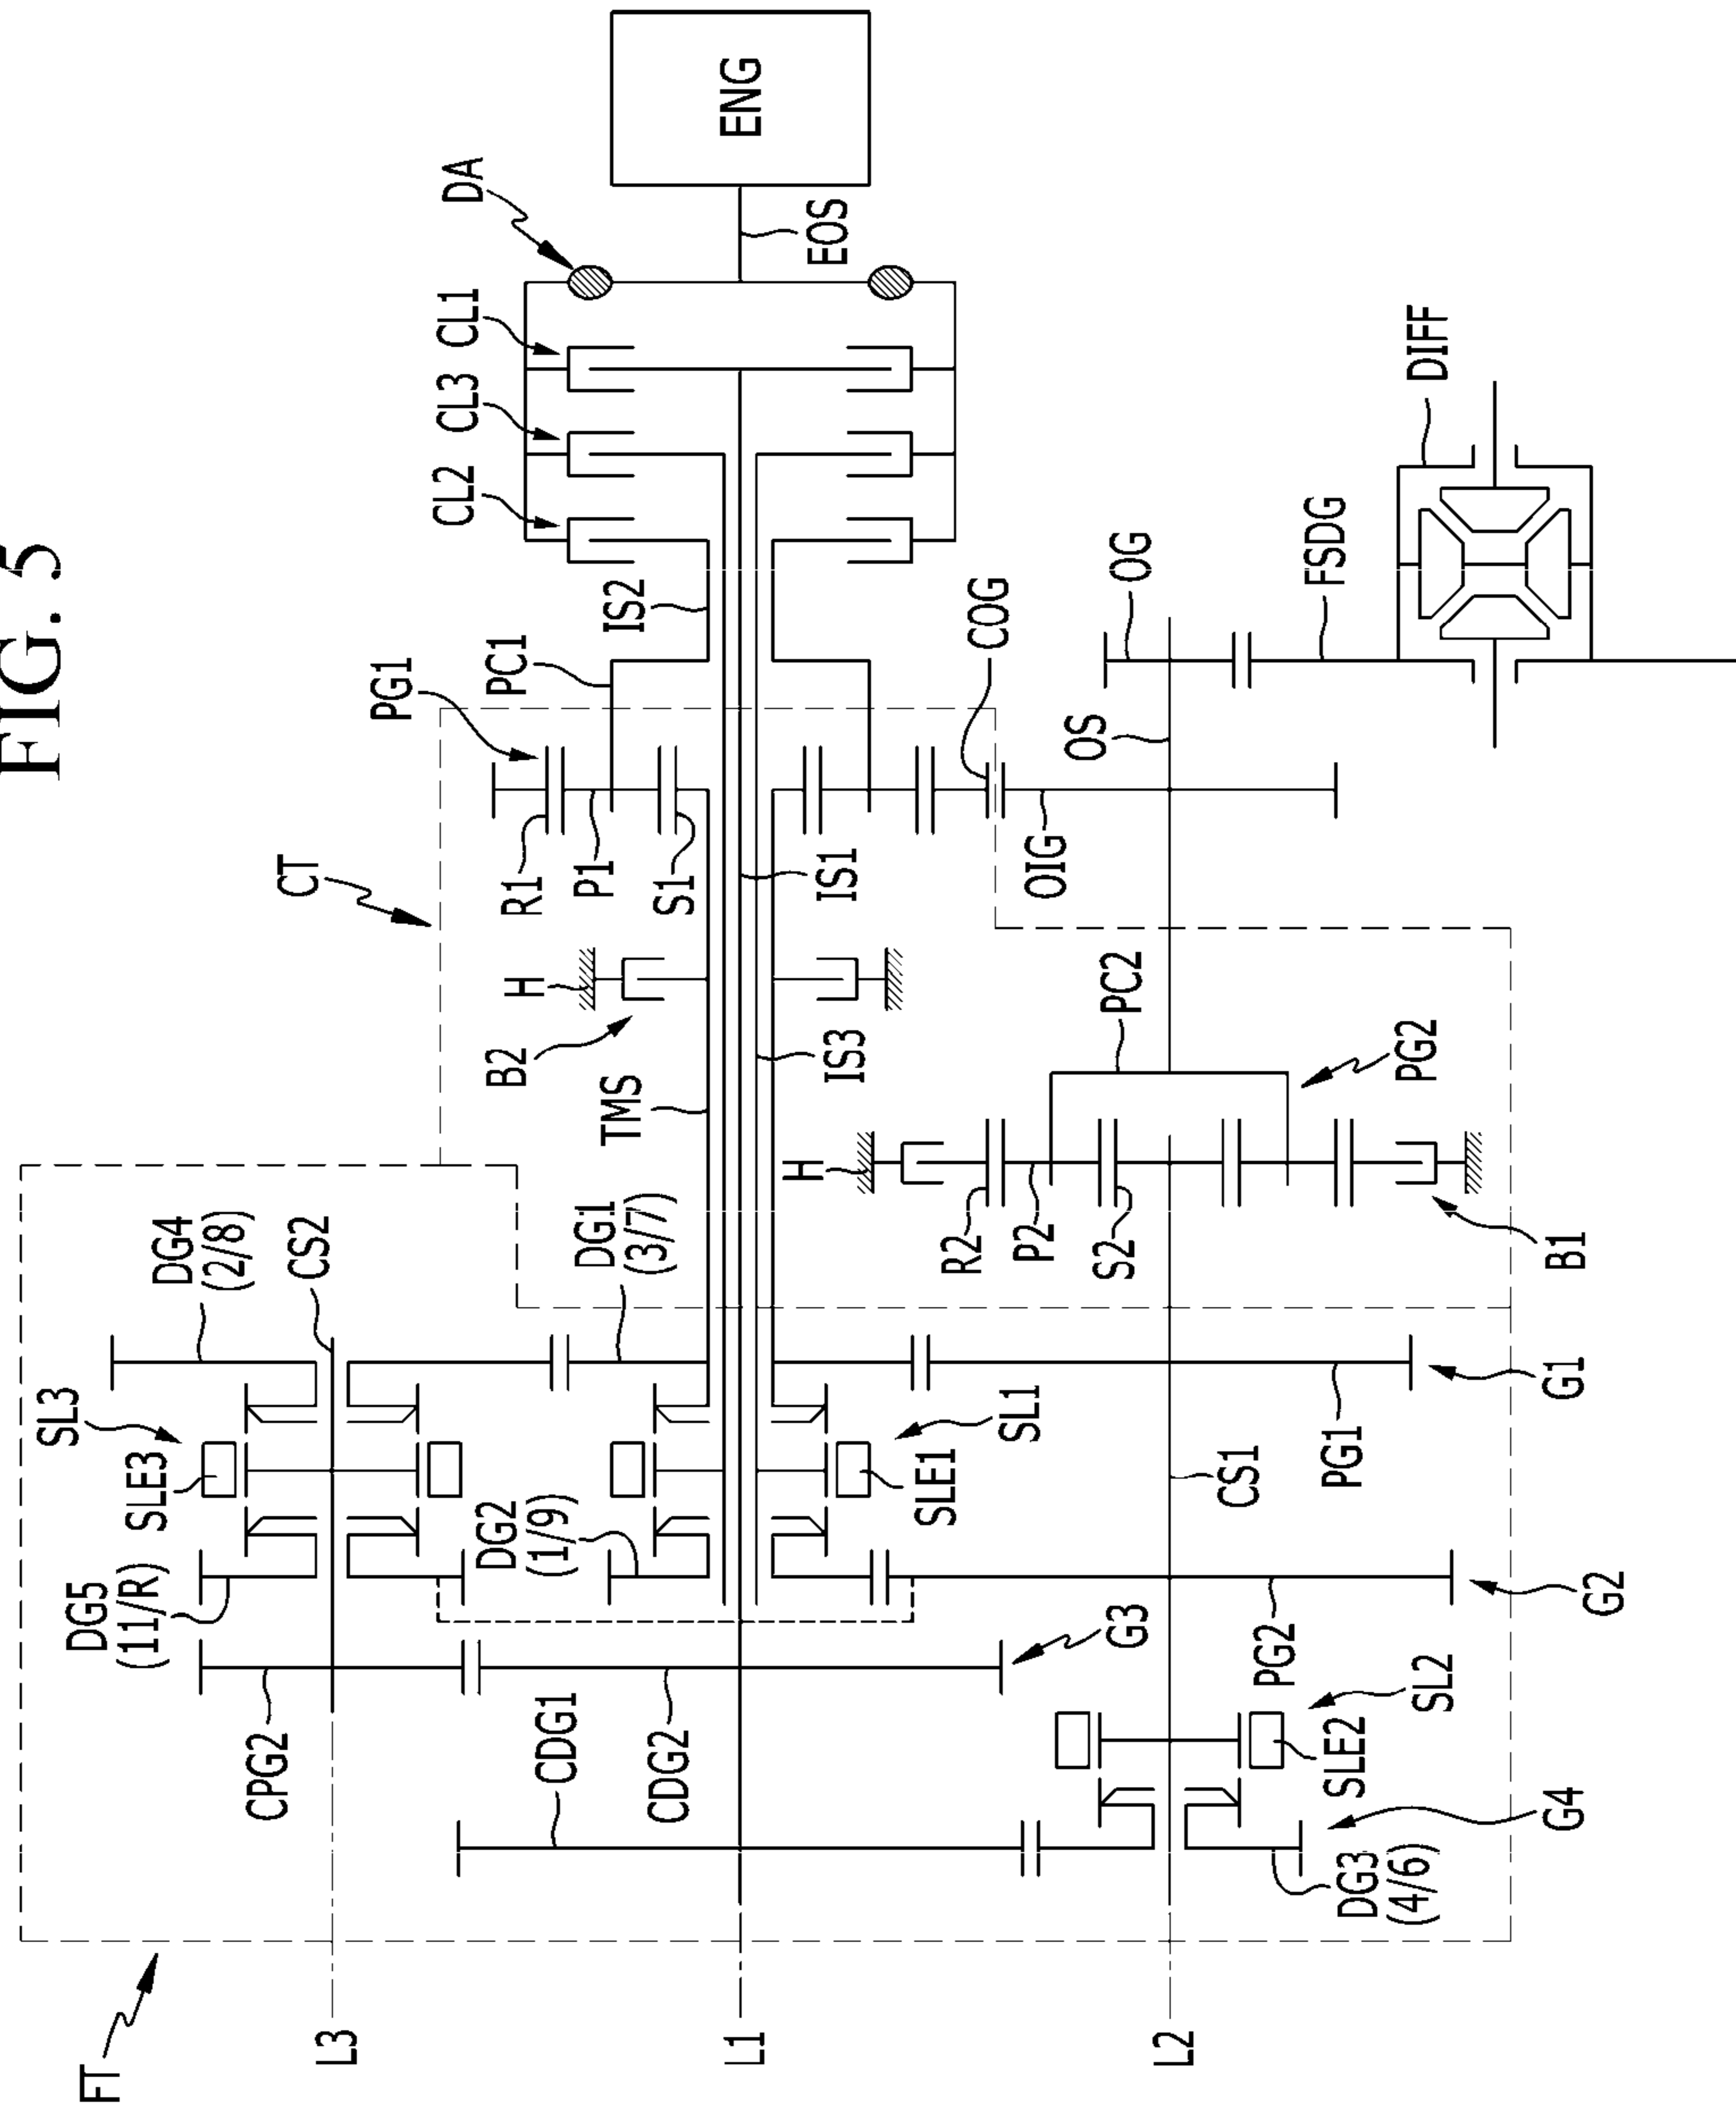 FIG. 5
ENG
DA
EOS
CL1
CL3
CL2
DIFF
FSDG
OG
COG
IS2
PC1
PG1
OS
CT
R1
P1
S1
IS1
OIG
H
B2
TMS
IS3
PC2
PG2
H
R2
P2
S2
B1
DG4
(2/8)
CS2
DG1
(3/7)
G1
SL3
SLE3
SL1
SLE1
CS1
PG1
DG5
(11/R)
DG2
(1/9)
G2
G3
PG2
SL2
SLE2
CPG2
CDG1
CDG2
G4
DG3
(4/6)
FT
L3
L1
L2